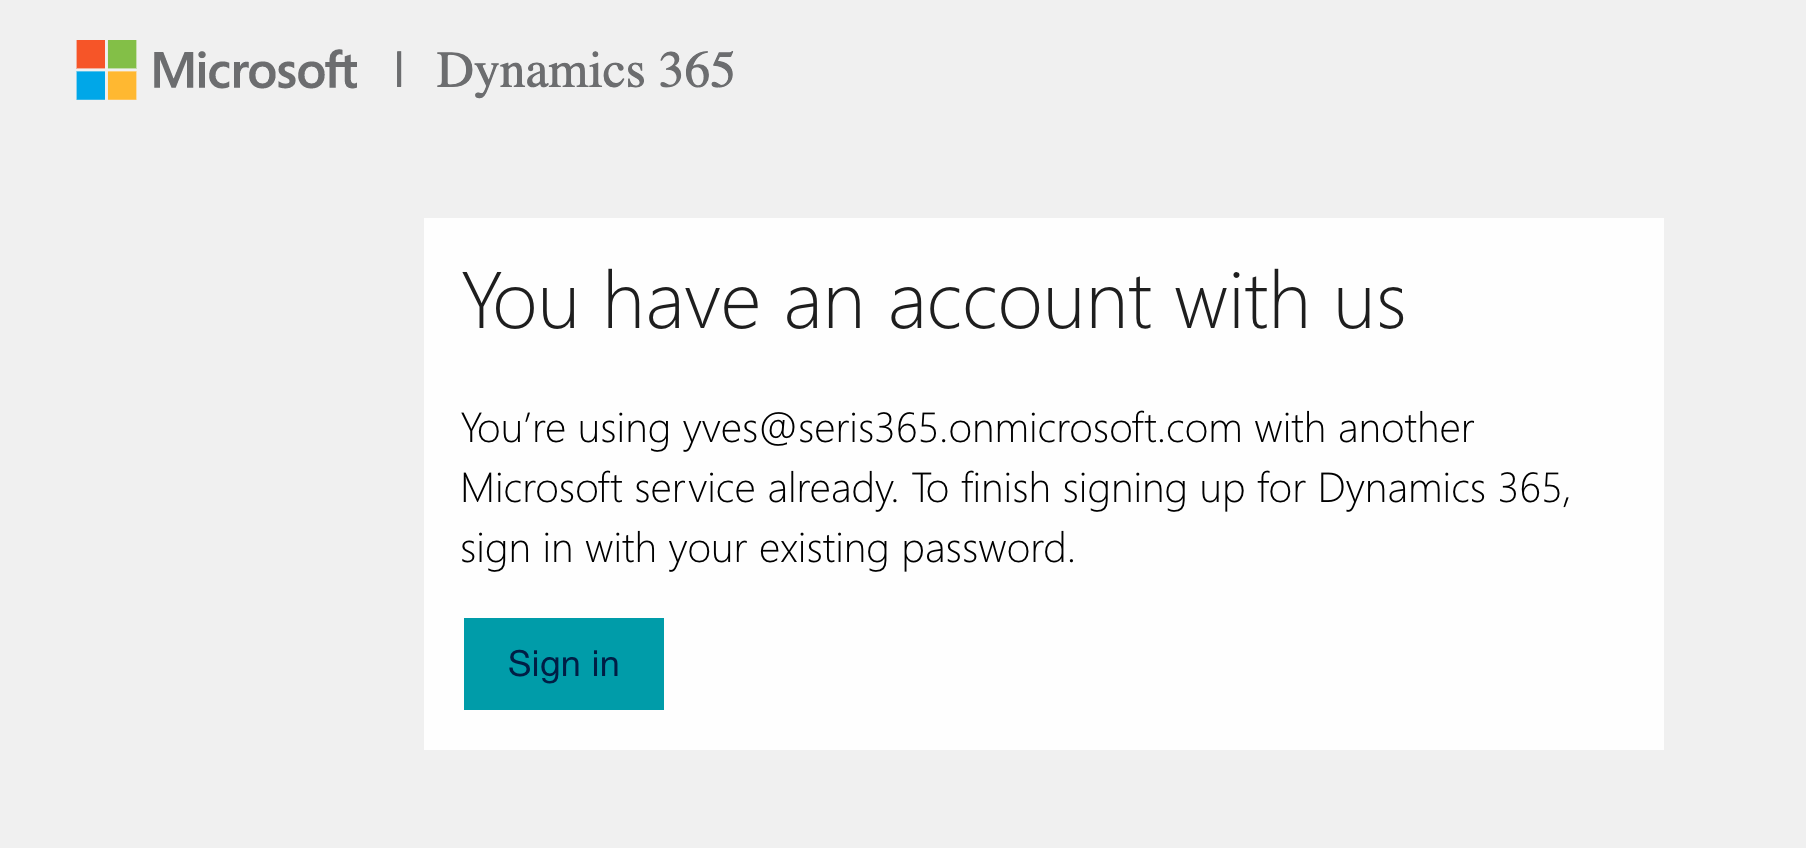 Microsoft | Dynamics 365
You have an account with us
You’re using yves@seris365.onmicrosoft.com with another
Microsoft service already. To finish signing up for Dynamics 365,
sign in with your existing password.
Sign in